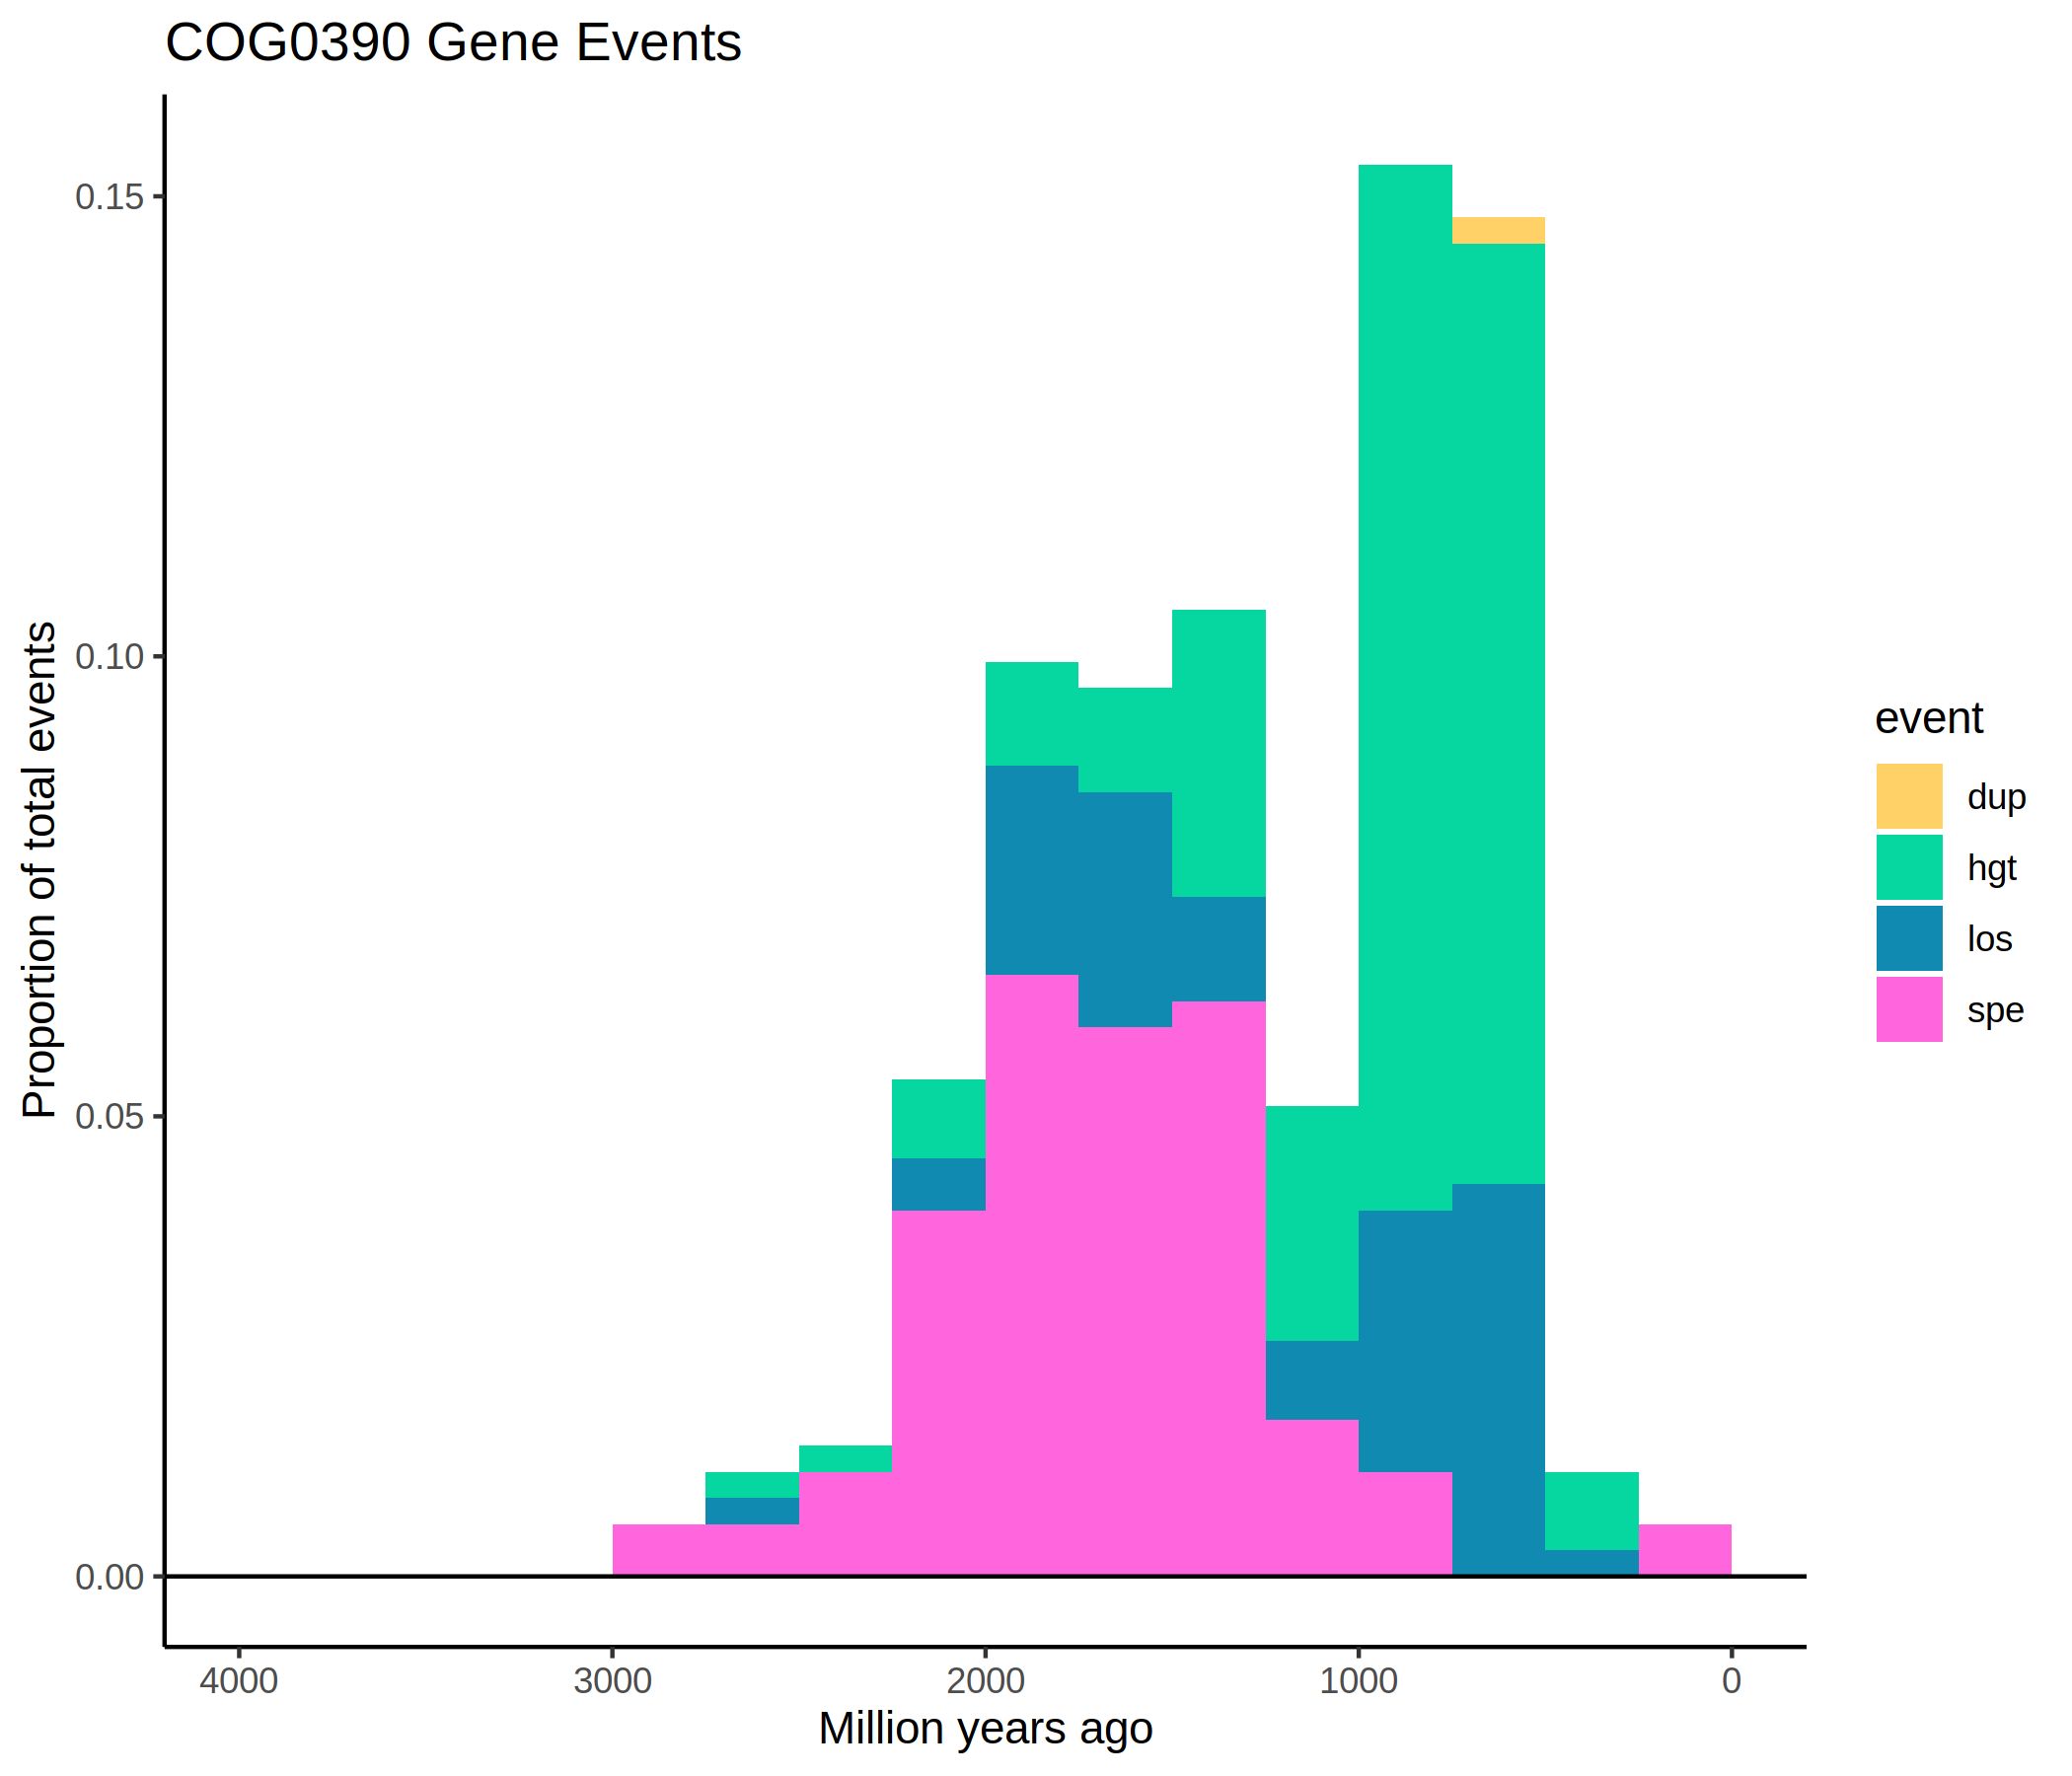 COG0390 Gene Events
Proportion of total events
0.15
0.10
0.05
0.00
4000 3000 2000 1000 0
Million years ago
event
dup
hgt
los
spe